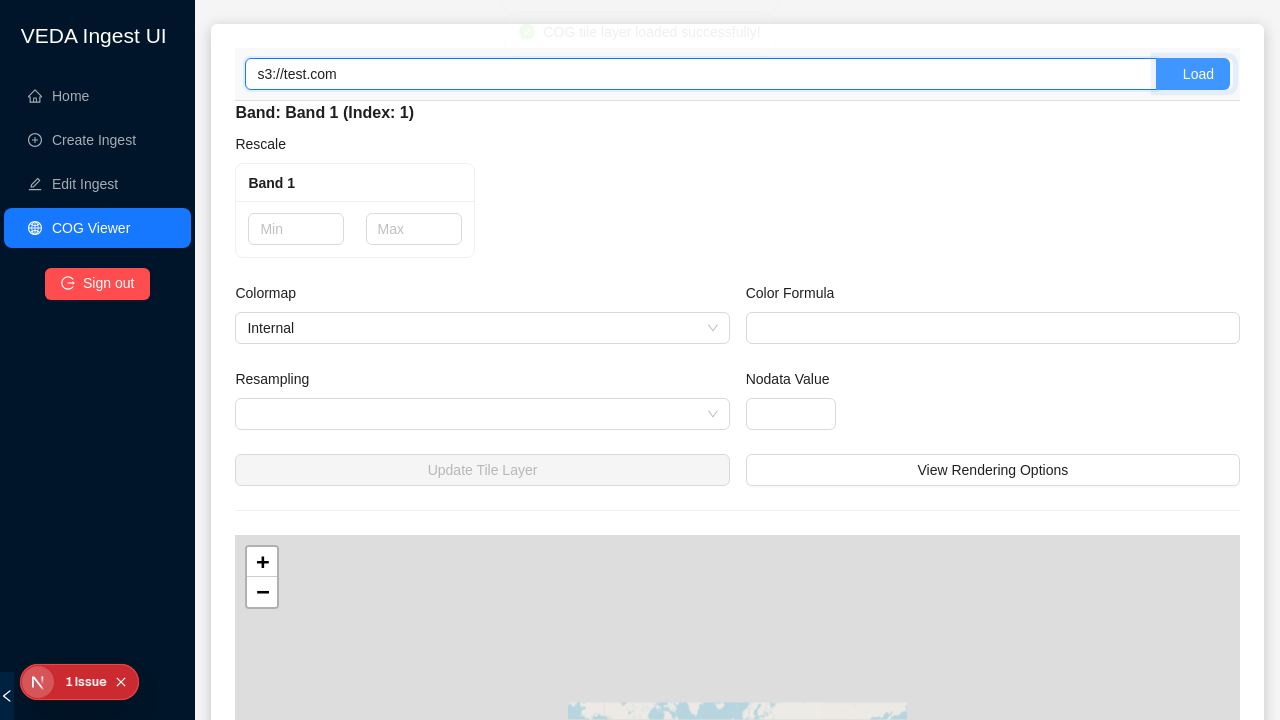 VEDA Ingest UI
Home
Create Ingest
Edit Ingest
COG Viewer
Sign out
1 Issue
COG tile layer loaded successfully!
s3://test.com
Load
Band: Band 1 (Index: 1)
Rescale
Band 1
Min Max
Colormap Color Formula
Internal
Resampling Nodata Value
Update Tile Layer View Rendering Options
+
−